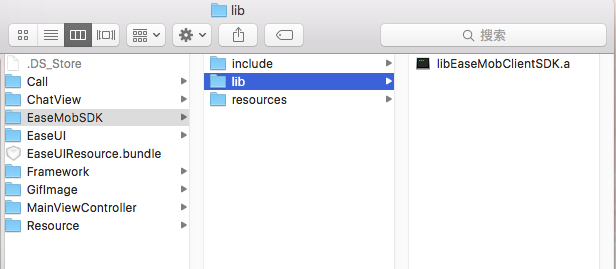 lib
搜索
.DS_Store
Call
ChatView
EaseMobSDK
EaseUI
EaseUIResource.bundle
Framework
GifImage
MainViewController
Resource
include
lib
resources
libEaseMobClientSDK.a